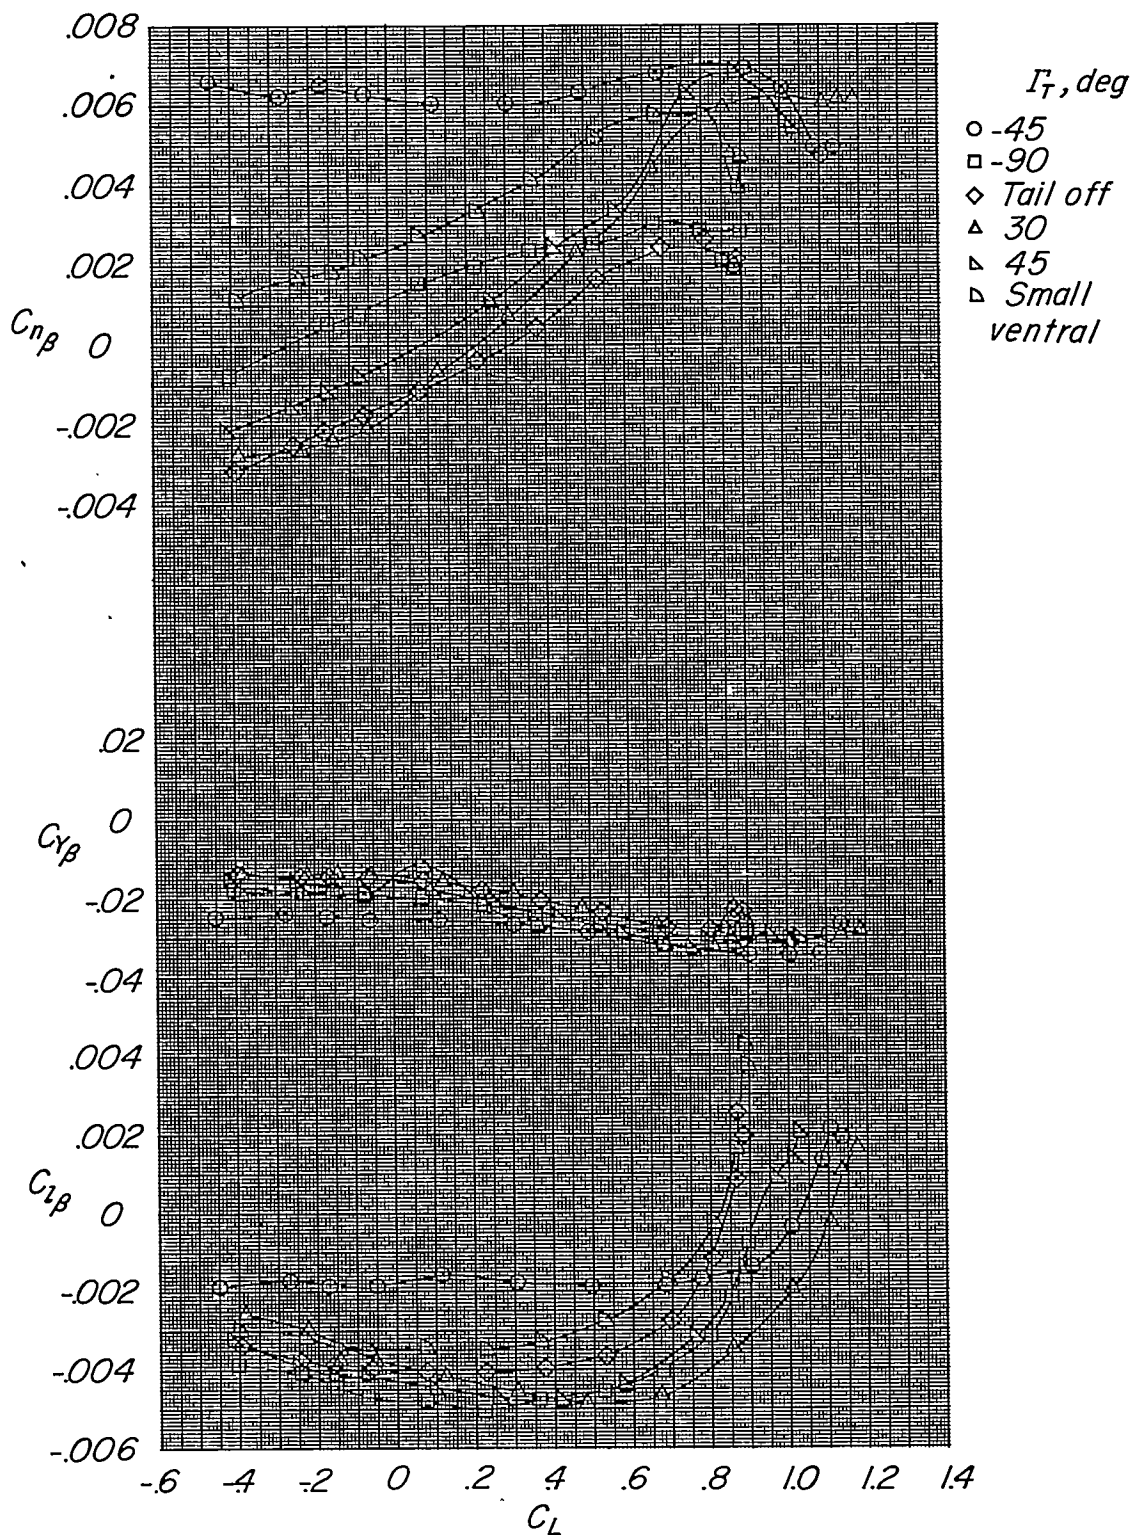 .008
.006
.004
.002
0
-.002
-.004
Cnβ
ΓT, deg
-45
-90
Tail off
30
45
Small
ventral
.02
0
-.02
-.04
CYβ
.004
.002
0
-.002
-.004
-.006
Clβ
-.6 -.4 -.2 0 .2 .4 .6 .8 1.0 1.2 1.4
CL